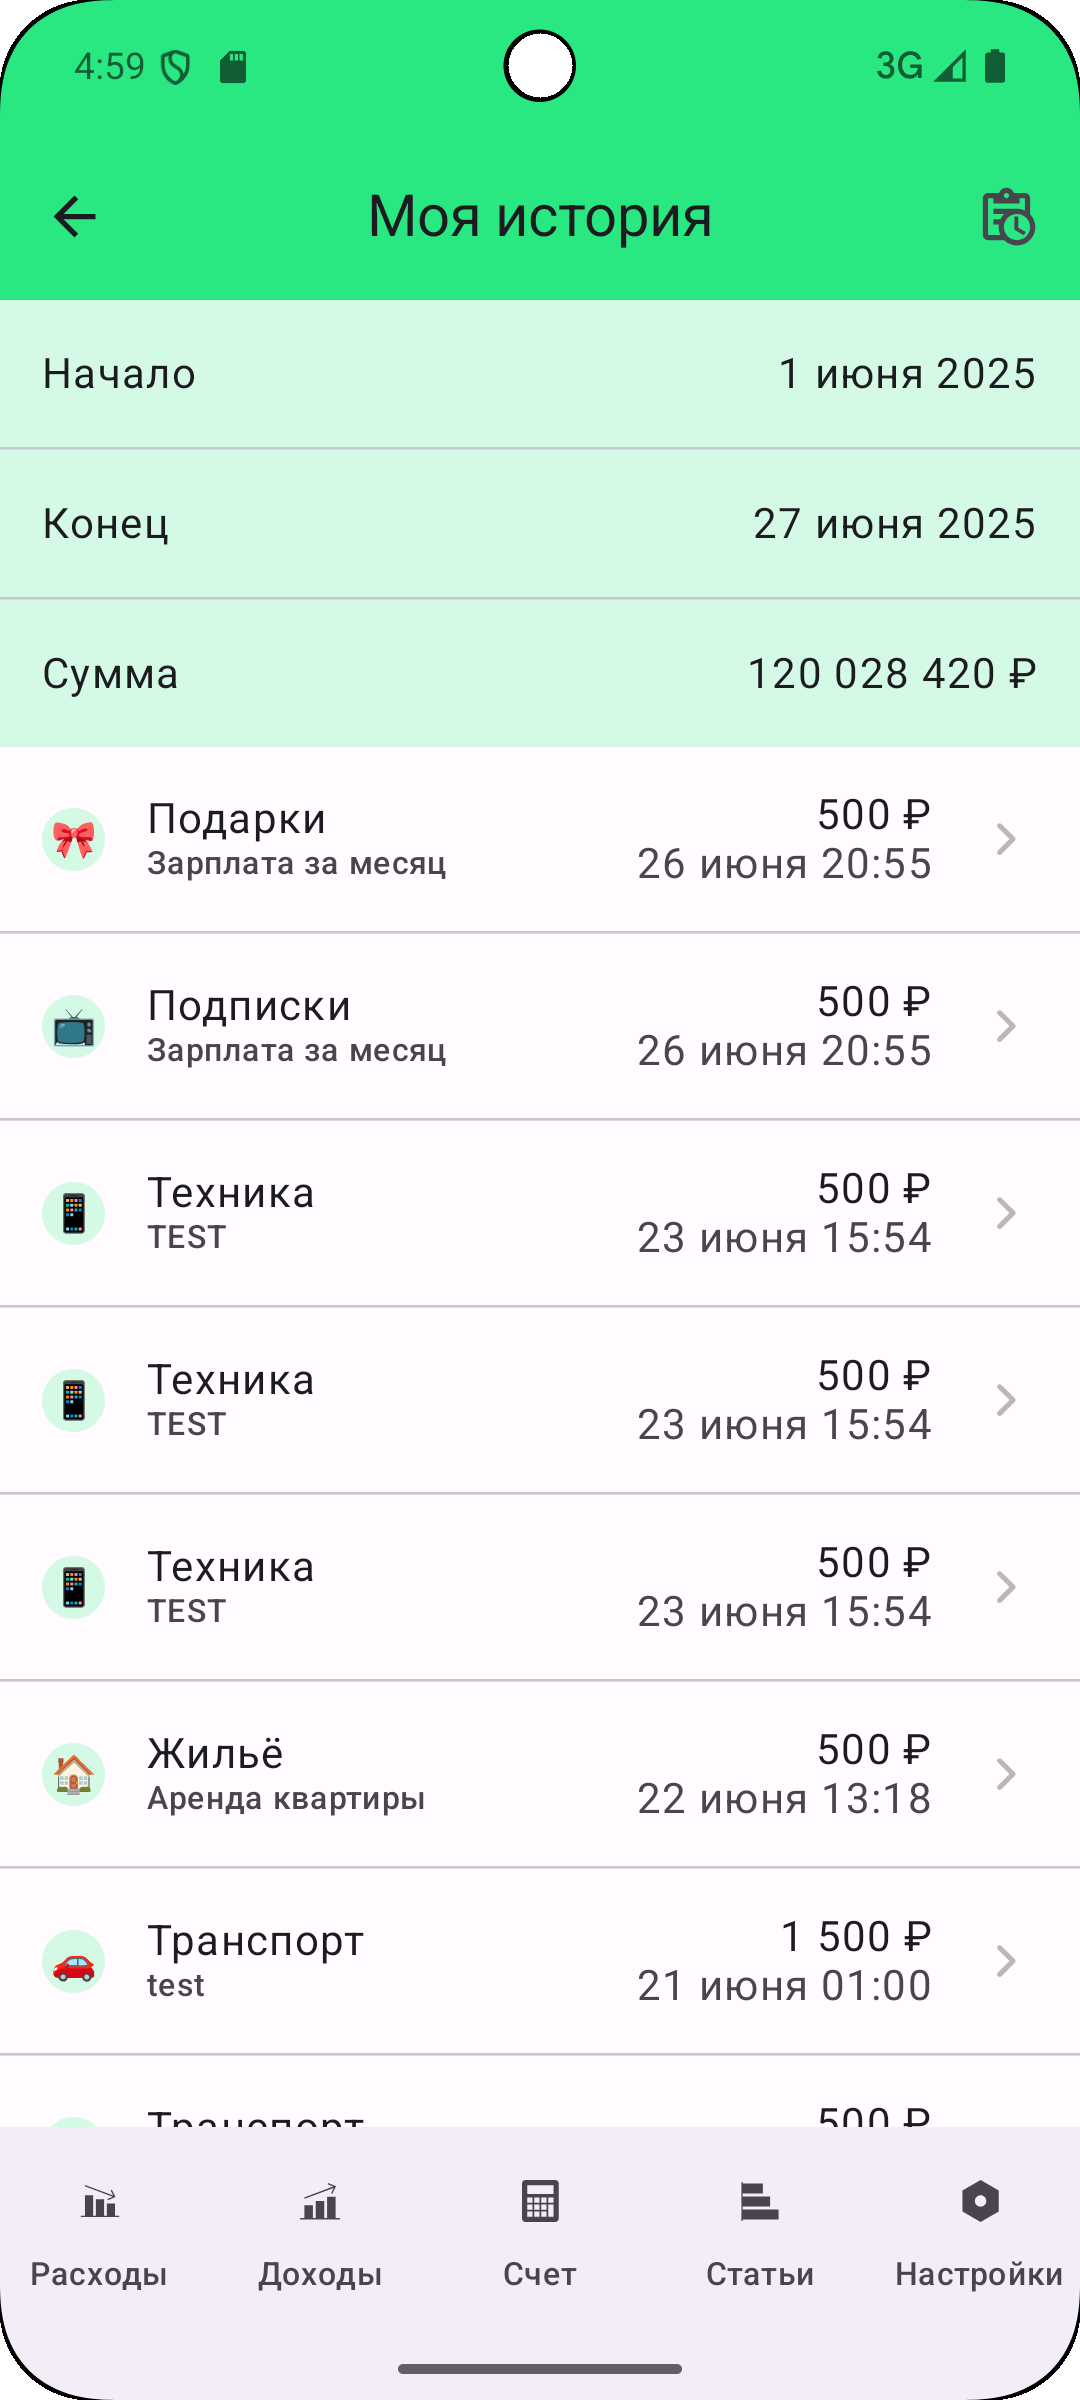 4:59
3G
Моя история
Начало
1 июня 2025
Конец
27 июня 2025
Сумма
120 028 420 ₽
Подарки
Зарплата за месяц
500 ₽
26 июня 20:55
Подписки
Зарплата за месяц
500 ₽
26 июня 20:55
Техника
TEST
500 ₽
23 июня 15:54
Техника
TEST
500 ₽
23 июня 15:54
Техника
TEST
500 ₽
23 июня 15:54
Жильё
Аренда квартиры
500 ₽
22 июня 13:18
Транспорт
test
1 500 ₽
21 июня 01:00
Транспорт
500 ₽
Расходы
Доходы
Счет
Статьи
Настройки